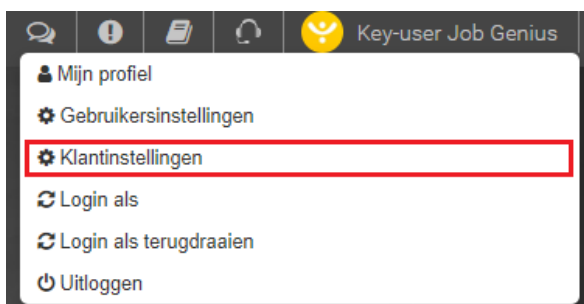 Key-user Job Genius
Mijn profiel
Gebruikersinstellingen
Klantinstellingen
Login als
Login als terugdraaien
Uitloggen